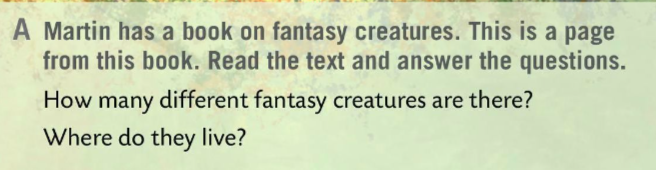 A Martin has a book on fantasy creatures. This is a page
from this book. Read the text and answer the questions.
How many different fantasy creatures are there?
Where do they live?